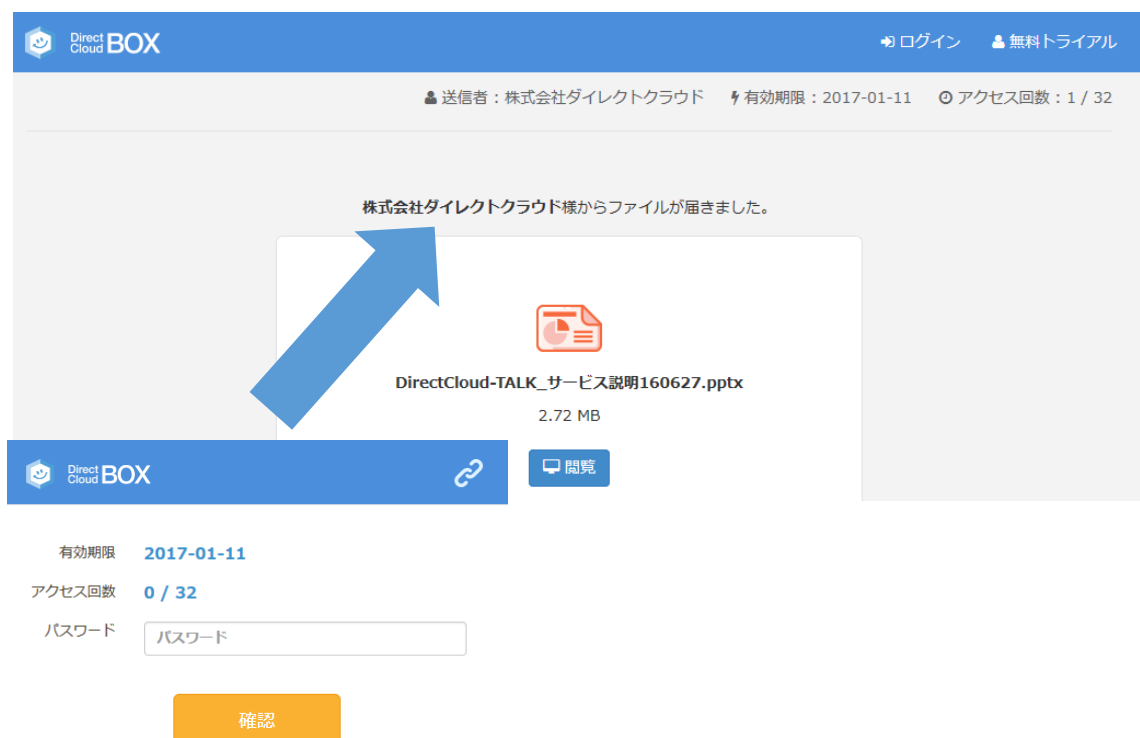 Direct Cloud BOX
ログイン 無料トライアル
送信者：株式会社ダイレクトクラウド 有効期限：2017-01-11 アクセス回数：1 / 32
株式会社ダイレクトクラウド様からファイルが届きました。
DirectCloud-TALK_サービス説明160627.pptx
2.72 MB
閲覧
Direct Cloud BOX
有効期限 2017-01-11
アクセス回数 0 / 32
パスワード パスワード
確認